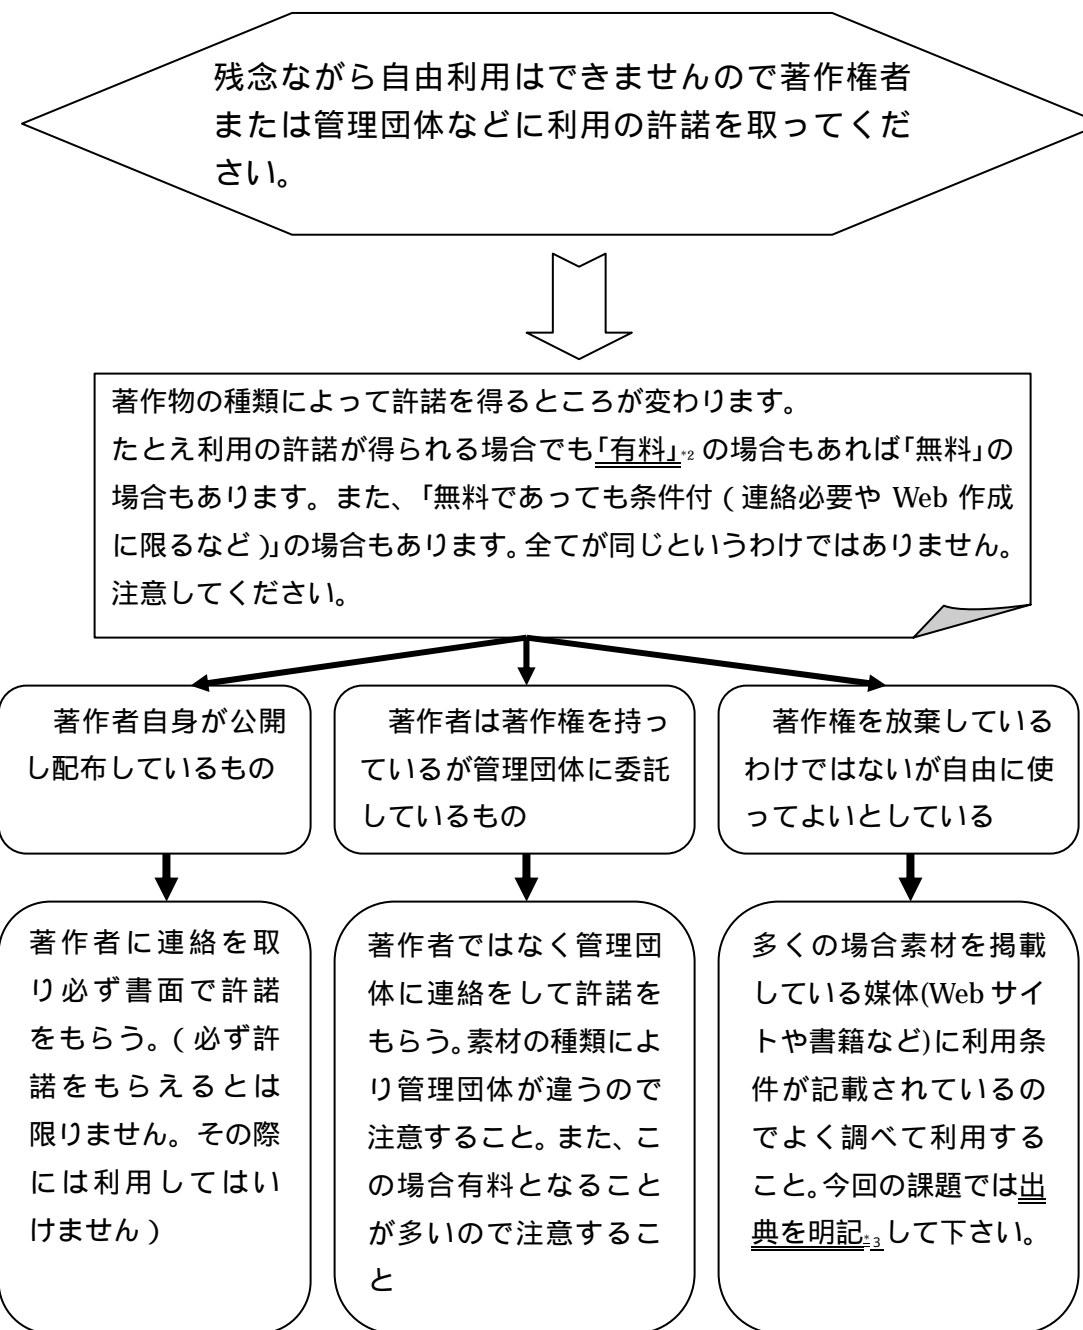 残念ながら自由利用はできませんので著作権者
または管理団体などに利用の許諾を取ってくだ
さい。
著作物の種類によって許諾を得るところが変わります。
たとえ利用の許諾が得られる場合でも「有料」*2 の場合もあれば「無料」の
場合もあります。また、「無料であっても条件付（連絡必要や Web 作成
に限るなど）」の場合もあります。全てが同じというわけではありません。
注意してください。
著作者自身が公開
し配布しているもの
著作者は著作権を持っ
ているが管理団体に委託
しているもの
著作権を放棄している
わけではないが自由に使
ってよいとしている
著作者に連絡を取
り必ず書面で許諾
をもらう。（必ず許
諾をもらえるとは
限りません。その際
には利用してはい
けません）
著作者ではなく管理団
体に連絡をして許諾を
もらう。素材の種類によ
り管理団体が違うので
注意すること。また、こ
の場合有料となること
が多いので注意するこ
と
多くの場合素材を掲載
している媒体(Web サイ
トや書籍など)に利用条
件が記載されているの
でよく調べて利用する
こと。今回の課題では出
典を明記*3して下さい。